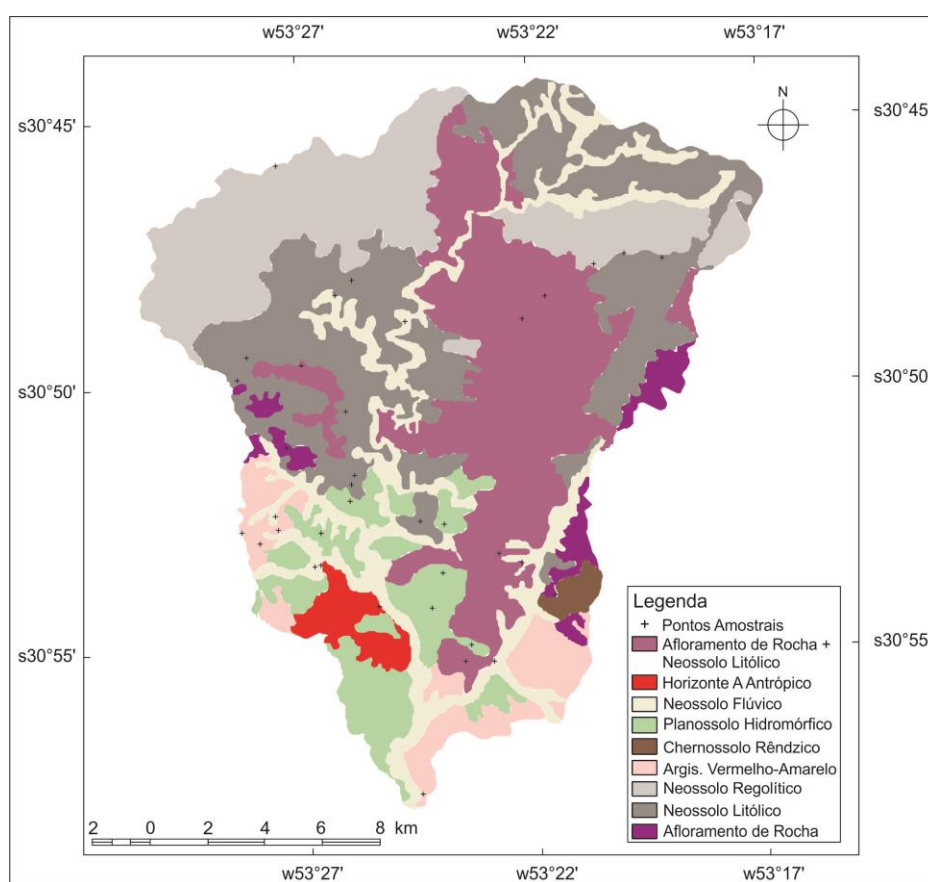 w53°27' w53°22' w53°17'
N
s30°45' s30°45'
s30°50' s30°50'
s30°55' s30°55'
Legenda
Pontos Amostrais
Afloramento de Rocha +
Neossolo Litólico
Horizonte A Antrópico
Neossolo Flúvico
Planossolo Hidromórfico
Chernossolo Rêndzico
Argis. Vermelho-Amarelo
Neossolo Regolítico
Neossolo Litólico
Afloramento de Rocha
2 0 2 4 6 8 km
w53°27' w53°22' w53°17'